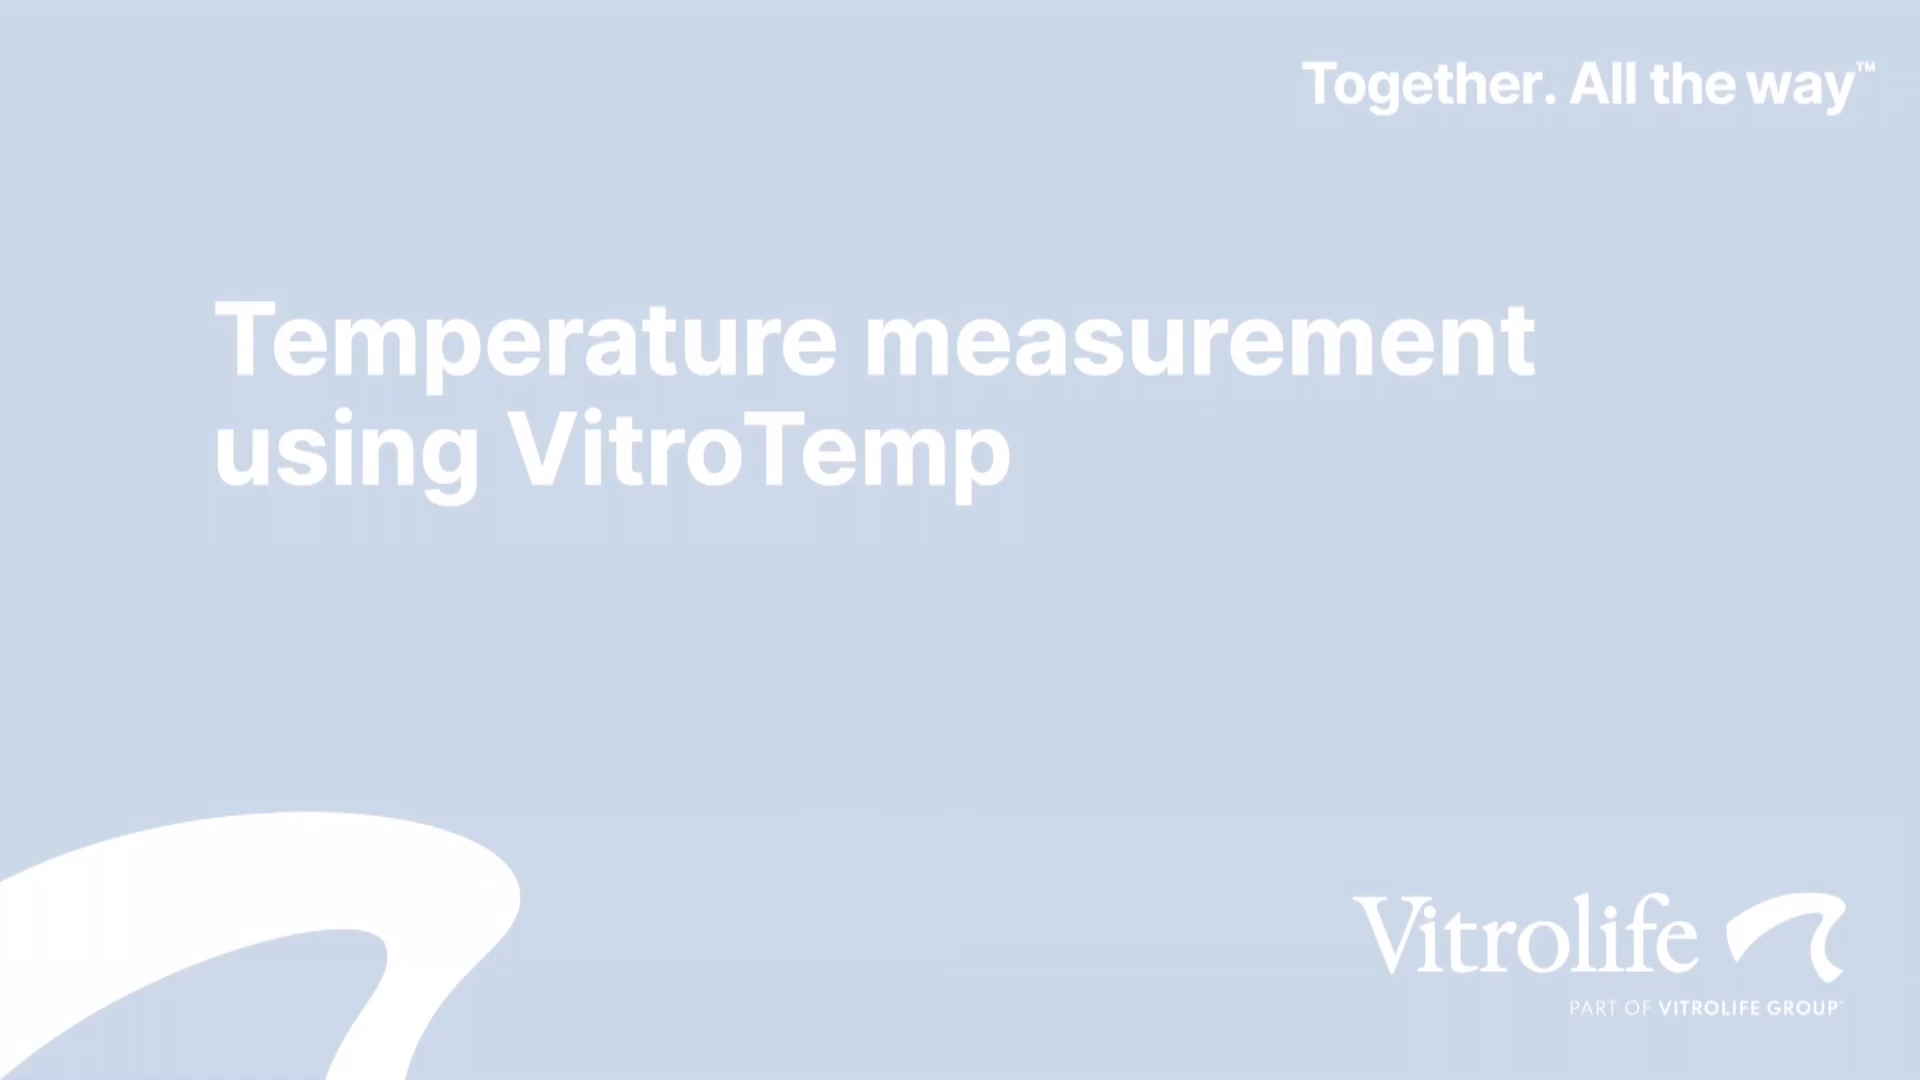 Together. All the way™
Temperature measurement
using VitroTemp
Vitrolife
PART OF VITROLIFE GROUP™